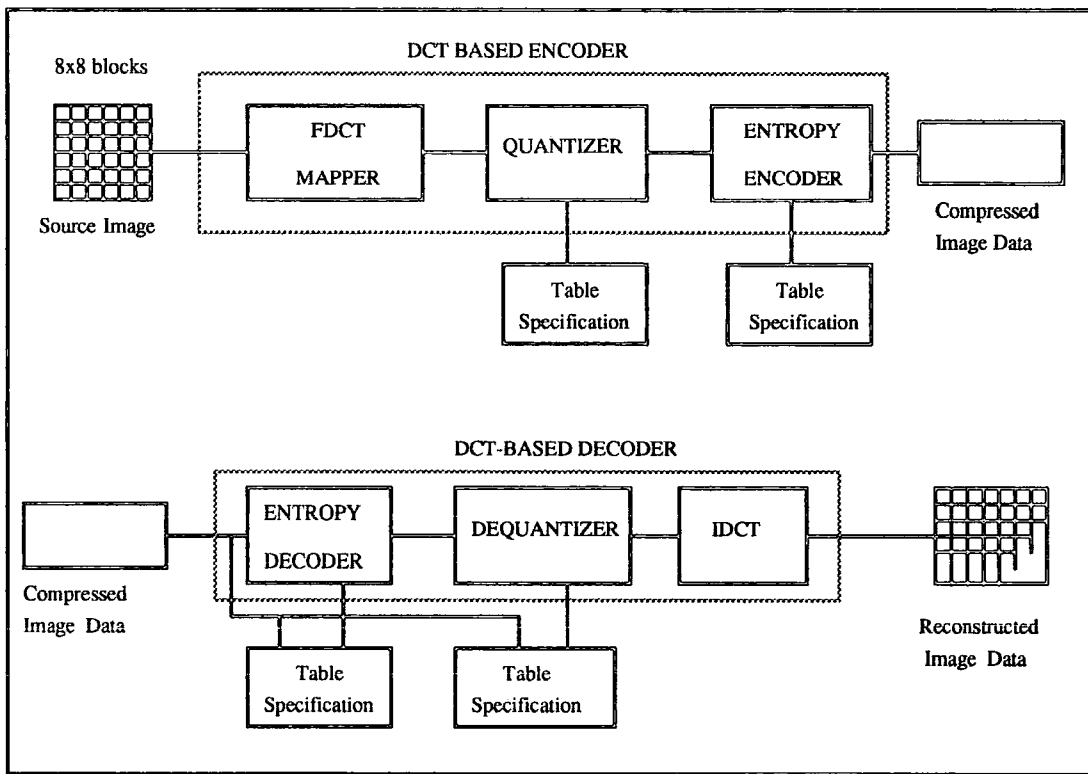 DCT BASED ENCODER
8x8 blocks
FDCT
MAPPER
QUANTIZER
ENTROPY
ENCODER
Source Image
Compressed
Image Data
Table
Specification
Table
Specification
DCT-BASED DECODER
ENTROPY
DECODER
DEQUANTIZER
IDCT
Compressed
Image Data
Reconstructed
Image Data
Table
Specification
Table
Specification